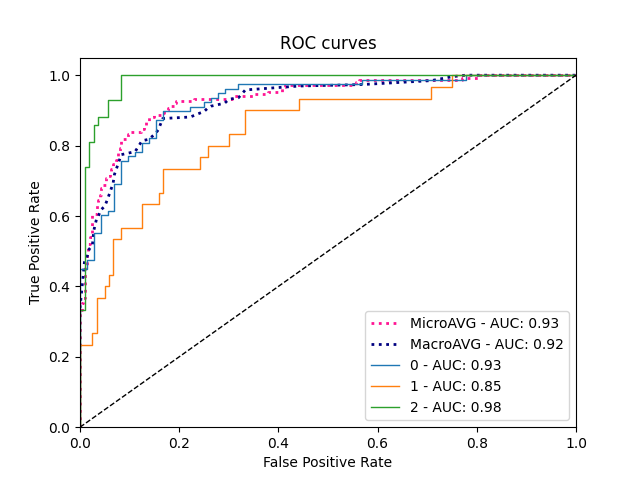 ROC curves
True Positive Rate
1.0
0.8
0.6
0.4
0.2
0.0
0.0 0.2 0.4 0.6 0.8 1.0
False Positive Rate
MicroAVG - AUC: 0.93
MacroAVG - AUC: 0.92
0 - AUC: 0.93
1 - AUC: 0.85
2 - AUC: 0.98